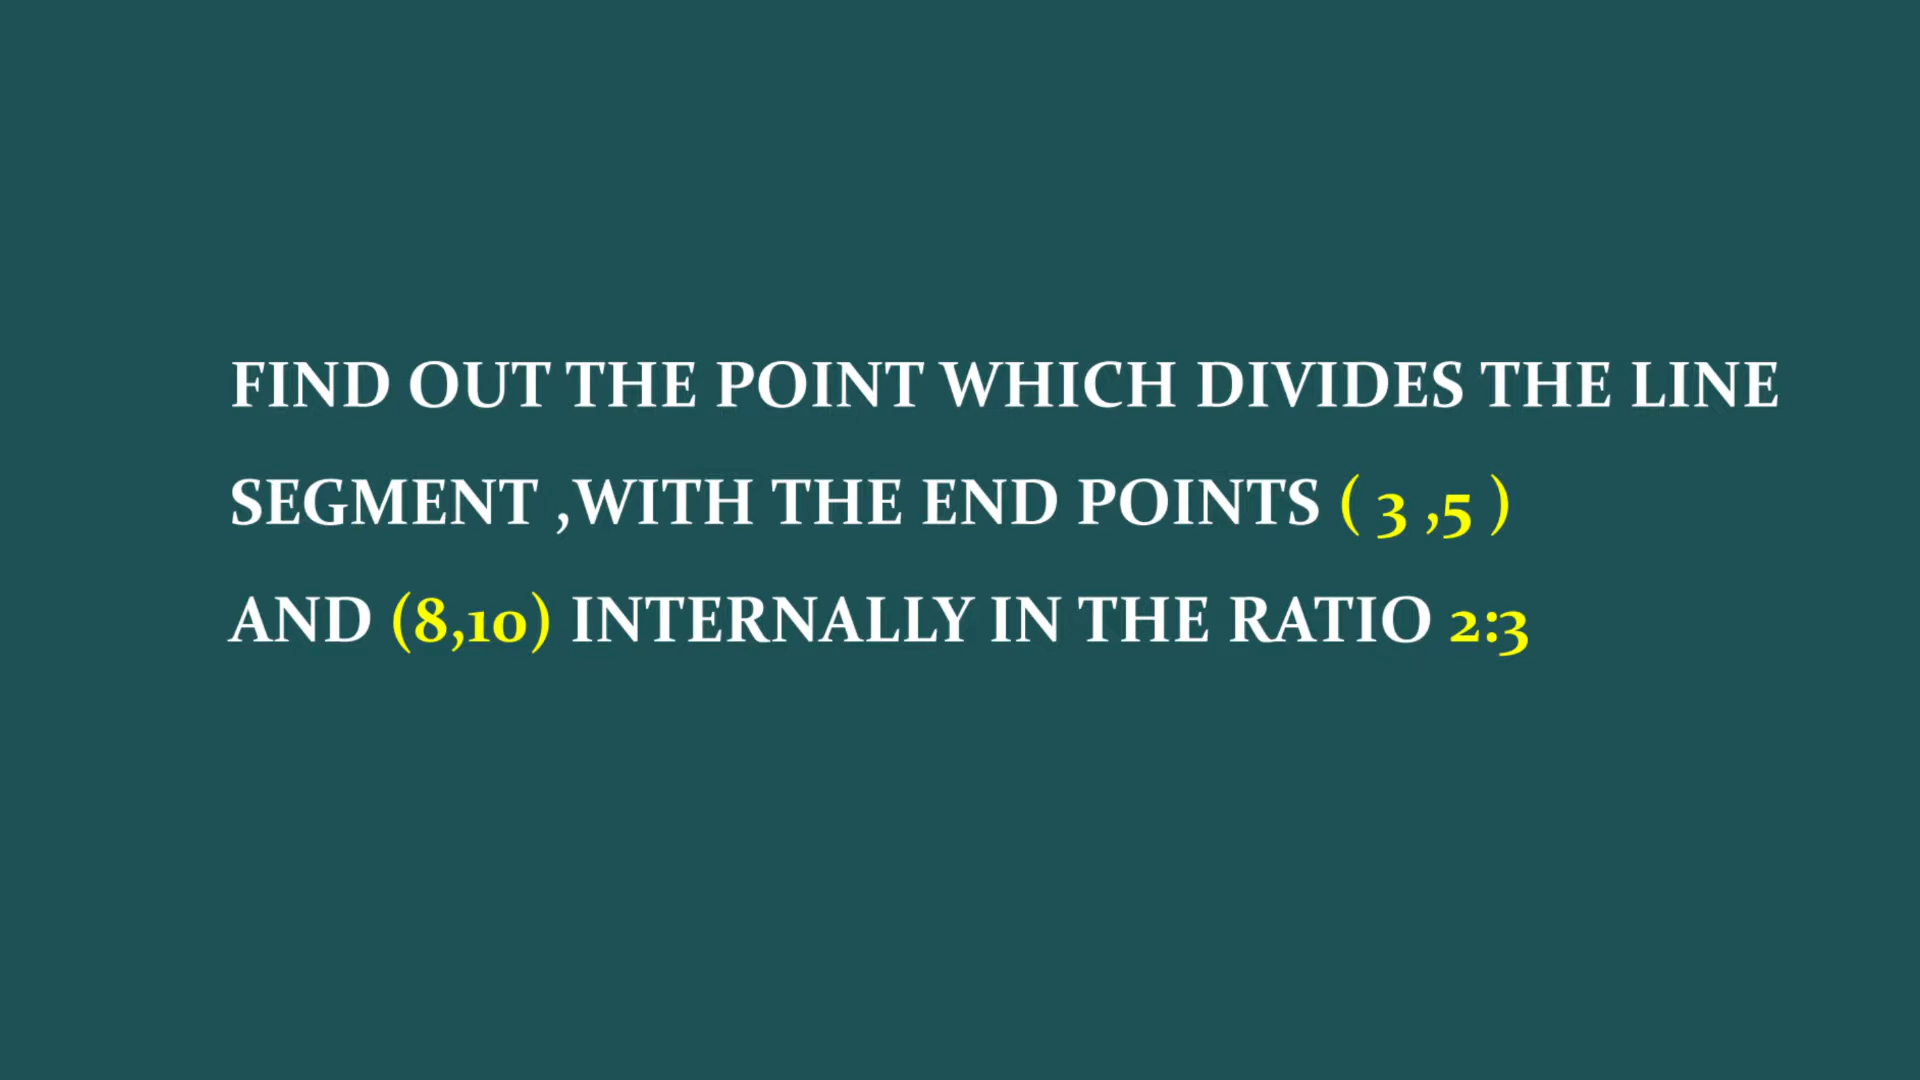 FIND OUT THE POINT WHICH DIVIDES THE LINE
SEGMENT ,WITH THE END POINTS ( 3 ,5 )
AND (8,10) INTERNALLY IN THE RATIO 2:3